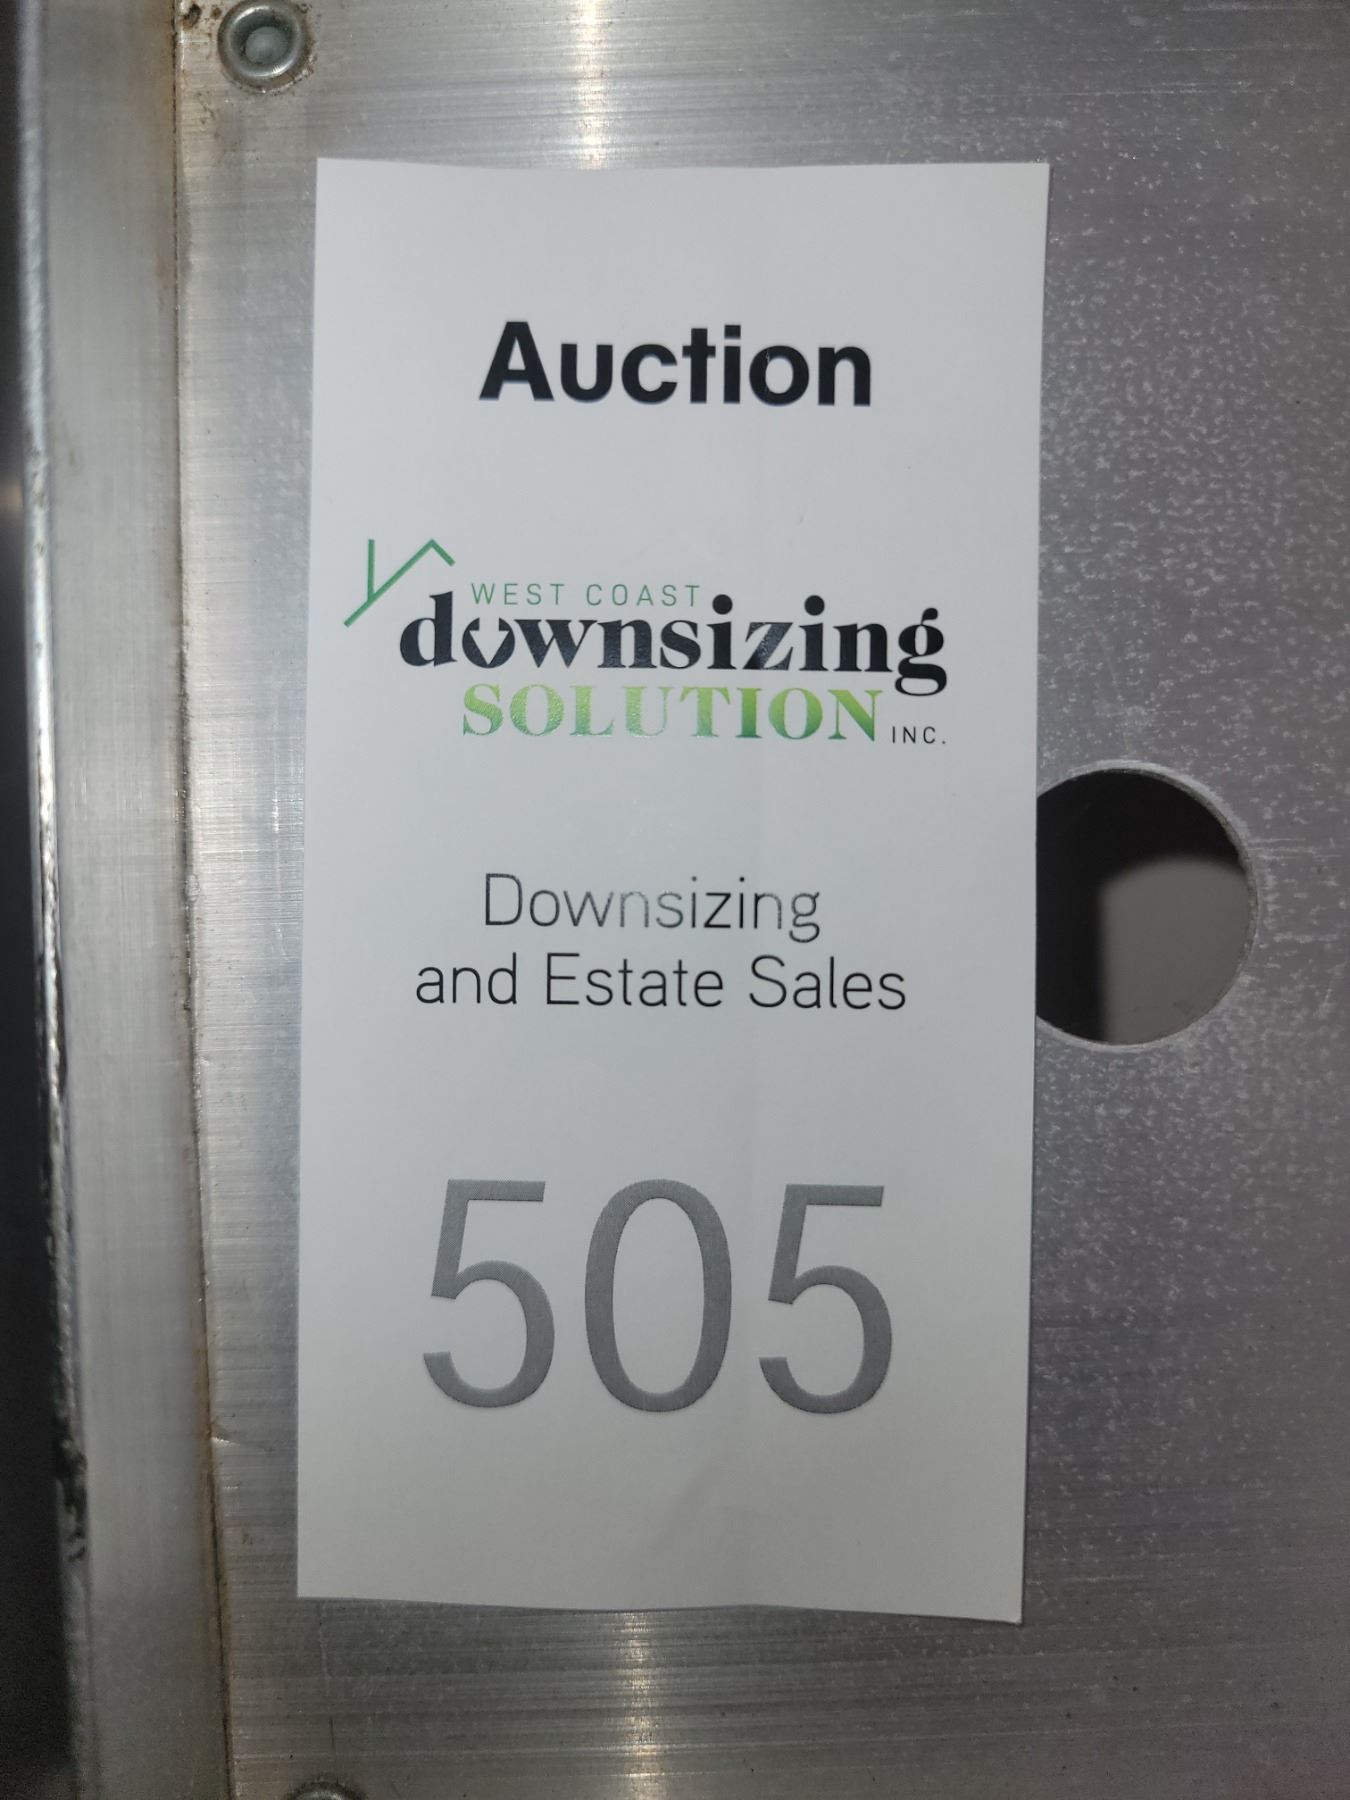 Auction
WEST COAST
downsizing
SOLUTION INC.
Downsizing
and Estate Sales
505